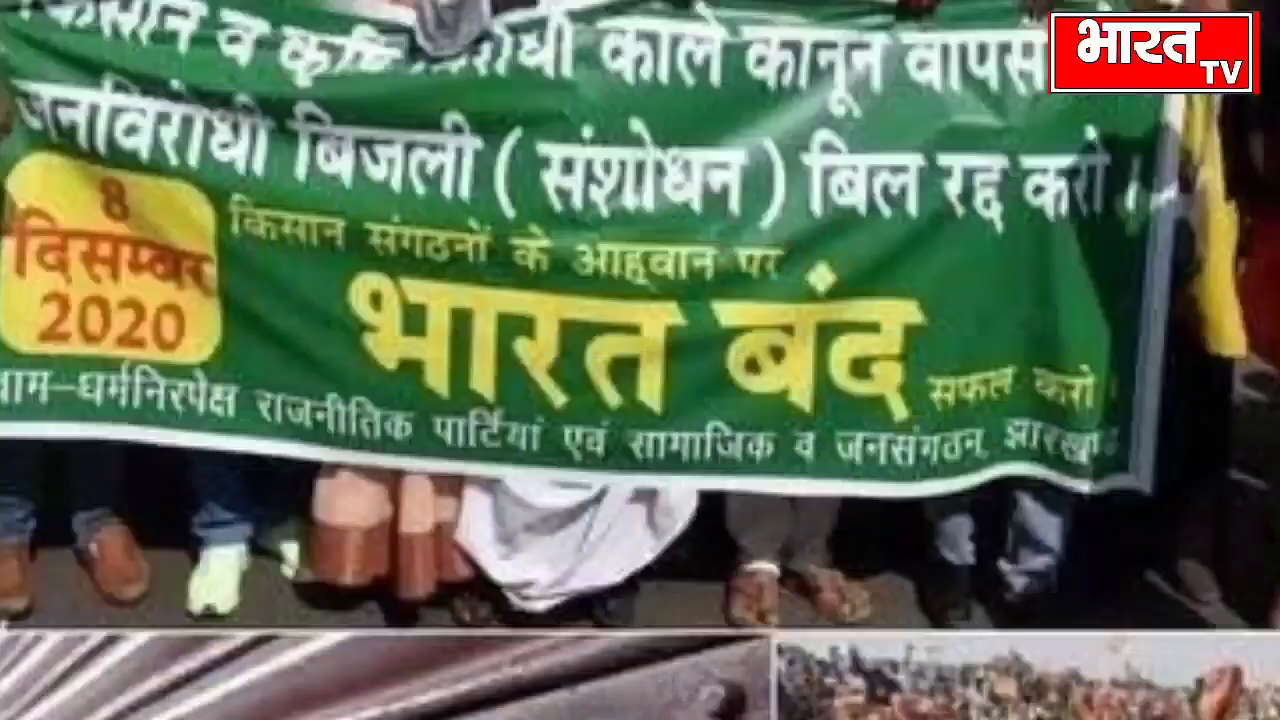 किसान व कृषि विरोधी काले कानून वापस
भारत
TV
जनविरोधी बिजली ( संशोधन ) बिल रद्द करो ।
8
दिसम्बर
2020
किसान संगठनों के आहवान पर
भारत बंद सफल करो
वाम-धर्मनिरपेक्ष राजनीतिक पार्टियां एवं सामाजिक व जनसंगठन,